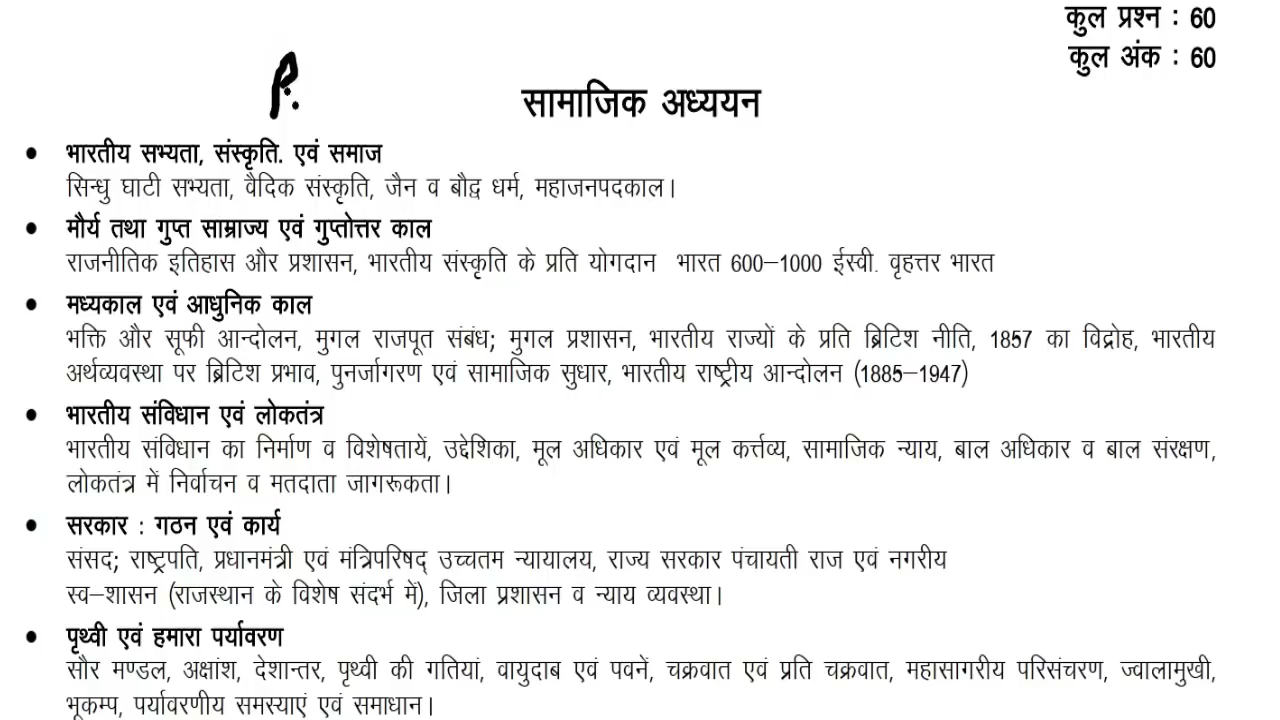 कुल प्रश्न : 60
कुल अंक : 60
सामाजिक अध्ययन
• भारतीय सभ्यता, संस्कृति. एवं समाज
सिन्धु घाटी सभ्यता, वैदिक संस्कृति, जैन व बौद्व धर्म, महाजनपदकाल।
• मौर्य तथा गुप्त साम्राज्य एवं गुप्तोत्तर काल
राजनीतिक इतिहास और प्रशासन, भारतीय संस्कृति के प्रति योगदान भारत 600–1000 ईस्वी. वृहत्तर भारत
• मध्यकाल एवं आधुनिक काल
भक्ति और सूफी आन्दोलन, मुगल राजपूत संबंध; मुगल प्रशासन, भारतीय राज्यों के प्रति ब्रिटिश नीति, 1857 का विद्रोह, भारतीय
अर्थव्यवस्था पर ब्रिटिश प्रभाव, पुनर्जागरण एवं सामाजिक सुधार, भारतीय राष्ट्रीय आन्दोलन (1885–1947)
• भारतीय संविधान एवं लोकतंत्र
भारतीय संविधान का निर्माण व विशेषतायें, उद्देशिका, मूल अधिकार एवं मूल कर्त्तव्य, सामाजिक न्याय, बाल अधिकार व बाल संरक्षण,
लोकतंत्र में निर्वाचन व मतदाता जागरूकता।
• सरकार : गठन एवं कार्य
संसद; राष्ट्रपति, प्रधानमंत्री एवं मंत्रिपरिषद् उच्चतम न्यायालय, राज्य सरकार पंचायती राज एवं नगरीय
स्व–शासन (राजस्थान के विशेष संदर्भ में), जिला प्रशासन व न्याय व्यवस्था।
• पृथ्वी एवं हमारा पर्यावरण
सौर मण्डल, अक्षांश, देशान्तर, पृथ्वी की गतियां, वायुदाब एवं पवनें, चक्रवात एवं प्रति चक्रवात, महासागरीय परिसंचरण, ज्वालामुखी,
भूकम्प, पर्यावरणीय समस्याएं एवं समाधान।